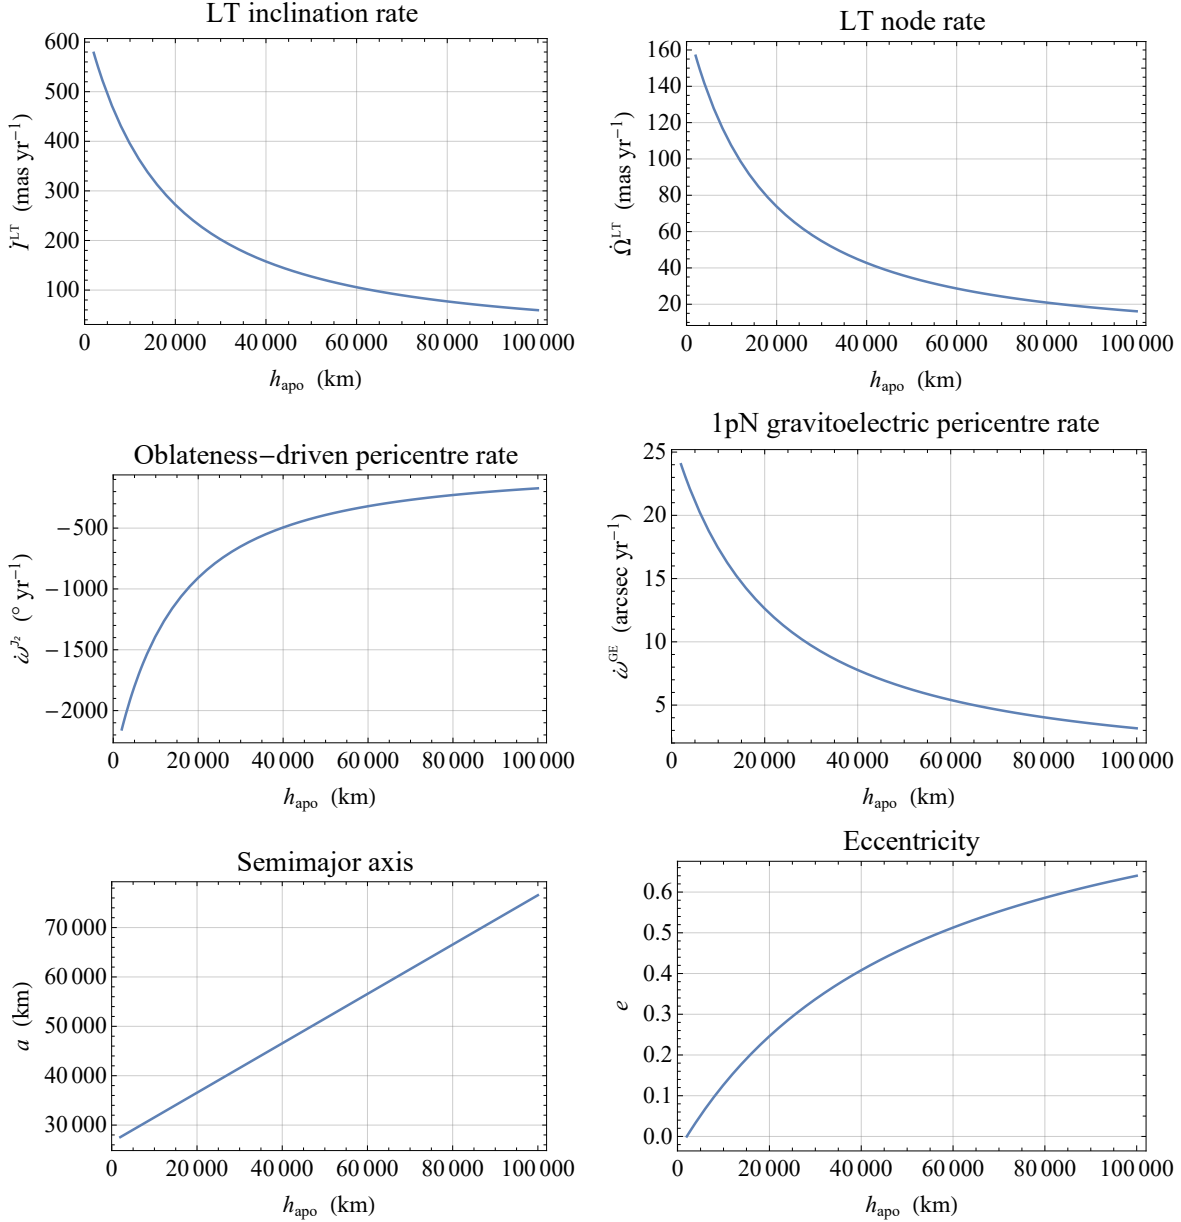 LT inclination rate
600
500
400
300
200
100
İ^LT (mas yr⁻¹)
0 20 000 40 000 60 000 80 000 100 000
h_apo (km)
LT node rate
160
140
120
100
80
60
40
20
Ω̇^LT (mas yr⁻¹)
0 20 000 40 000 60 000 80 000 100 000
h_apo (km)
Oblateness−driven pericentre rate
−500
−1000
−1500
−2000
ω̇^J₂ (° yr⁻¹)
0 20 000 40 000 60 000 80 000 100 000
h_apo (km)
1pN gravitoelectric pericentre rate
25
20
15
10
5
ω̇^GE (arcsec yr⁻¹)
0 20 000 40 000 60 000 80 000 100 000
h_apo (km)
Semimajor axis
70 000
60 000
50 000
40 000
30 000
a (km)
0 20 000 40 000 60 000 80 000 100 000
h_apo (km)
Eccentricity
0.6
0.5
0.4
0.3
0.2
0.1
0.0
e
0 20 000 40 000 60 000 80 000 100 000
h_apo (km)